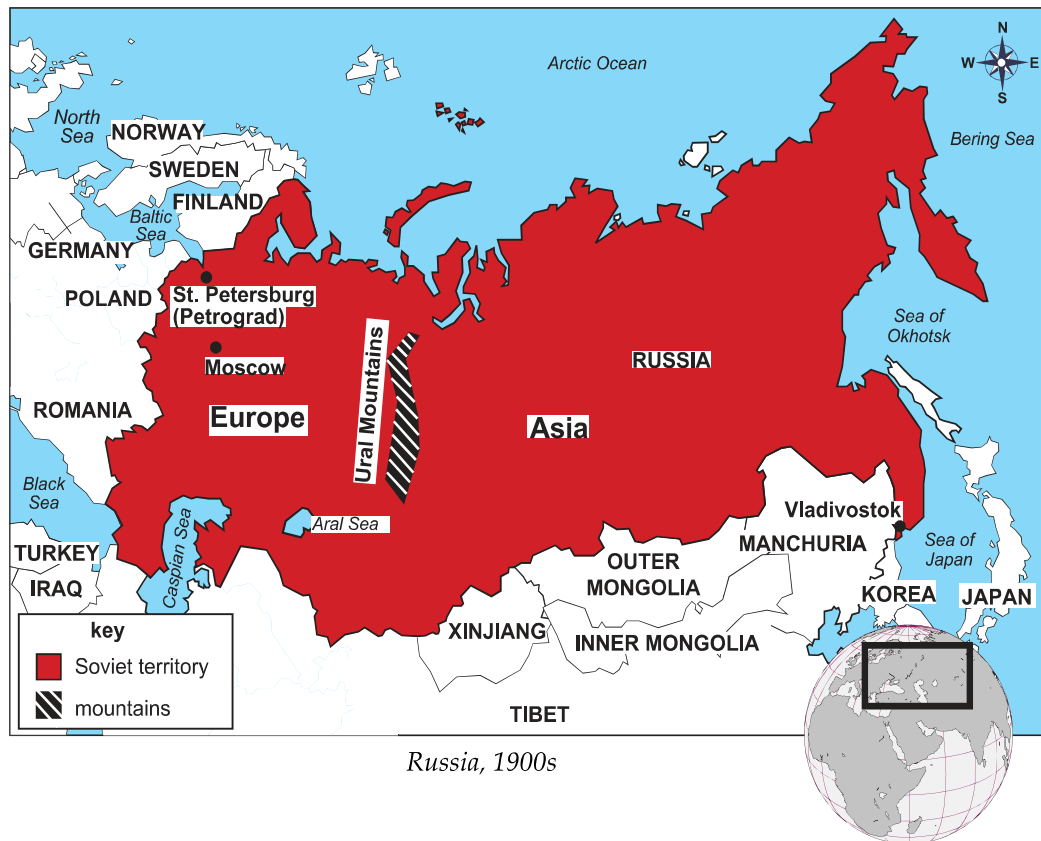 Arctic Ocean
N
W E
S
North
Sea
Bering Sea
NORWAY
SWEDEN
FINLAND
Baltic
Sea
GERMANY
POLAND
St. Petersburg
(Petrograd)
Moscow
Sea of
Okhotsk
RUSSIA
Ural Mountains
ROMANIA
Europe
Asia
Black
Sea
Caspian Sea
Aral Sea
Vladivostok
MANCHURIA
Sea of
Japan
TURKEY
IRAQ
OUTER
MONGOLIA
KOREA
JAPAN
XINJIANG
INNER MONGOLIA
TIBET
key
Soviet territory
mountains
Russia, 1900s